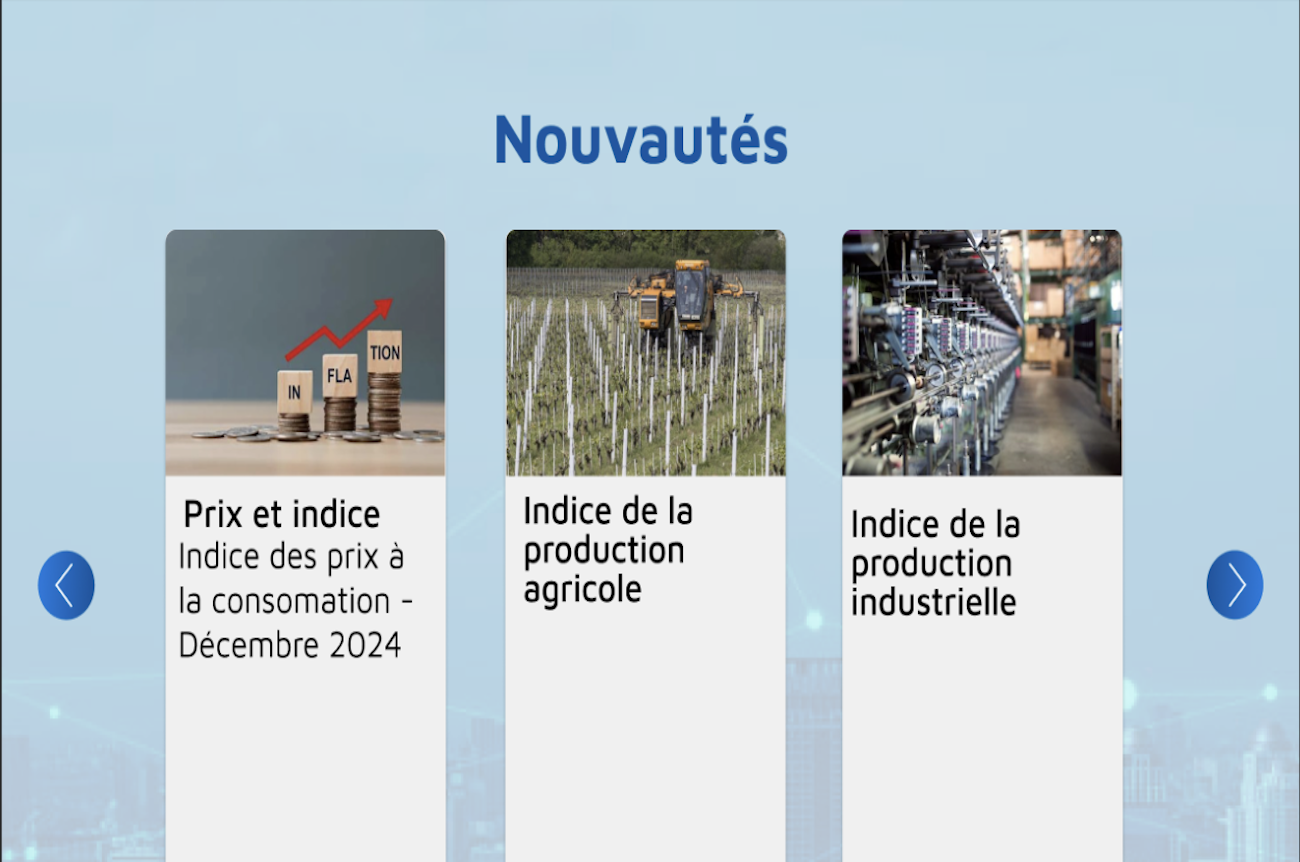 Nouvautés
IN
FLA
TION
Prix et indice
Indice des prix à
la consomation -
Décembre 2024
Indice de la
production
agricole
Indice de la
production
industrielle